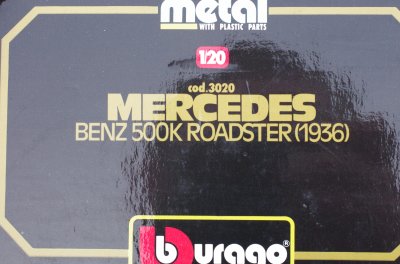 metal
WITH PLASTIC PARTS
1/20
cod.3020
MERCEDES
BENZ 500K ROADSTER (1936)
Burago®